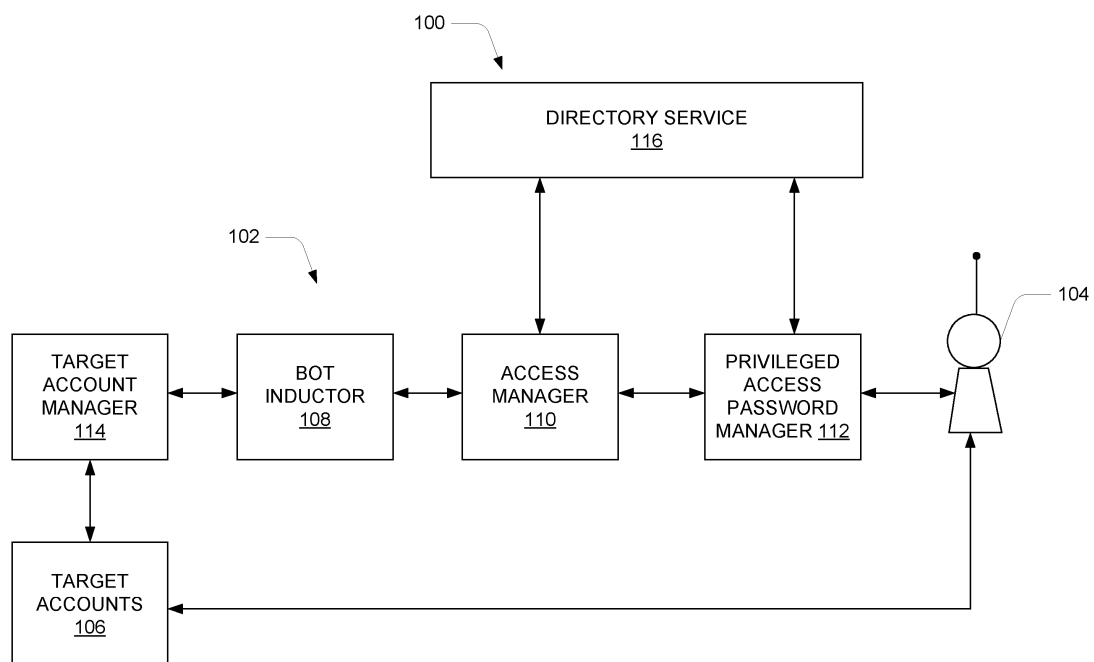 100
DIRECTORY SERVICE
116
102
104
TARGET
ACCOUNT
MANAGER
114
BOT
INDUCTOR
108
ACCESS
MANAGER
110
PRIVILEGED
ACCESS
PASSWORD
MANAGER 112
TARGET
ACCOUNTS
106